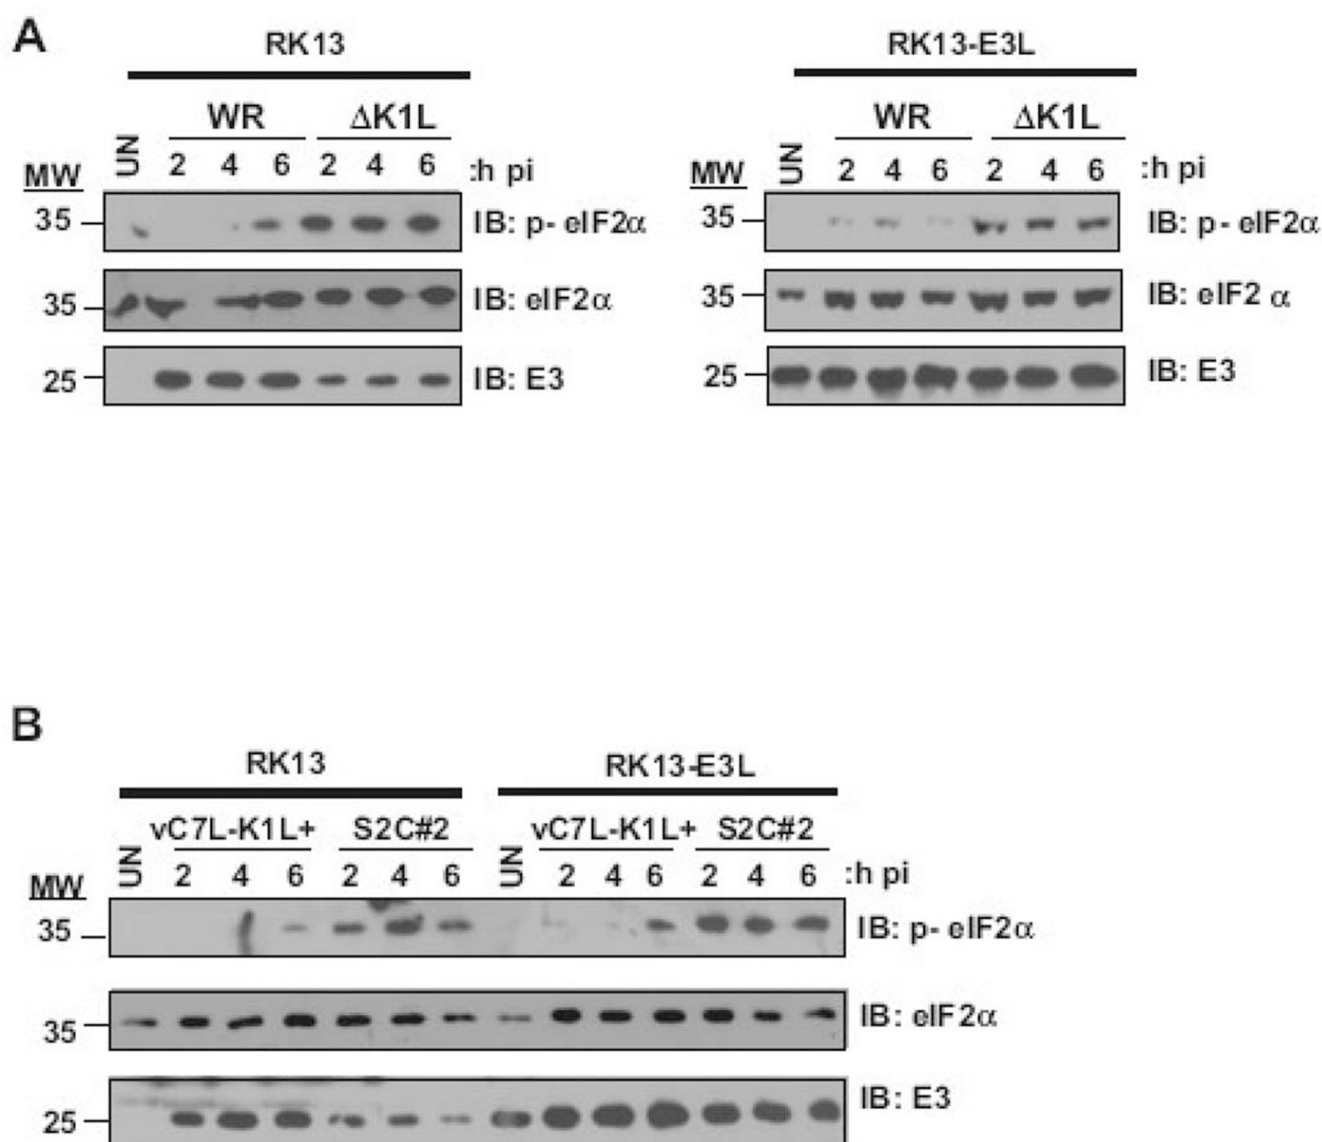 A
RK13
WR ΔK1L
UN 2 4 6 2 4 6 :h pi
MW
35 IB: p- eIF2α
35 IB: eIF2α
25 IB: E3
RK13-E3L
WR ΔK1L
UN 2 4 6 2 4 6 :h pi
MW
35 IB: p- eIF2α
35 IB: eIF2 α
25 IB: E3
B
RK13 RK13-E3L
vC7L-K1L+ S2C#2 vC7L-K1L+ S2C#2
UN 2 4 6 2 4 6 UN 2 4 6 2 4 6 :h pi
MW
35 IB: p- eIF2α
35 IB: eIF2α
25 IB: E3